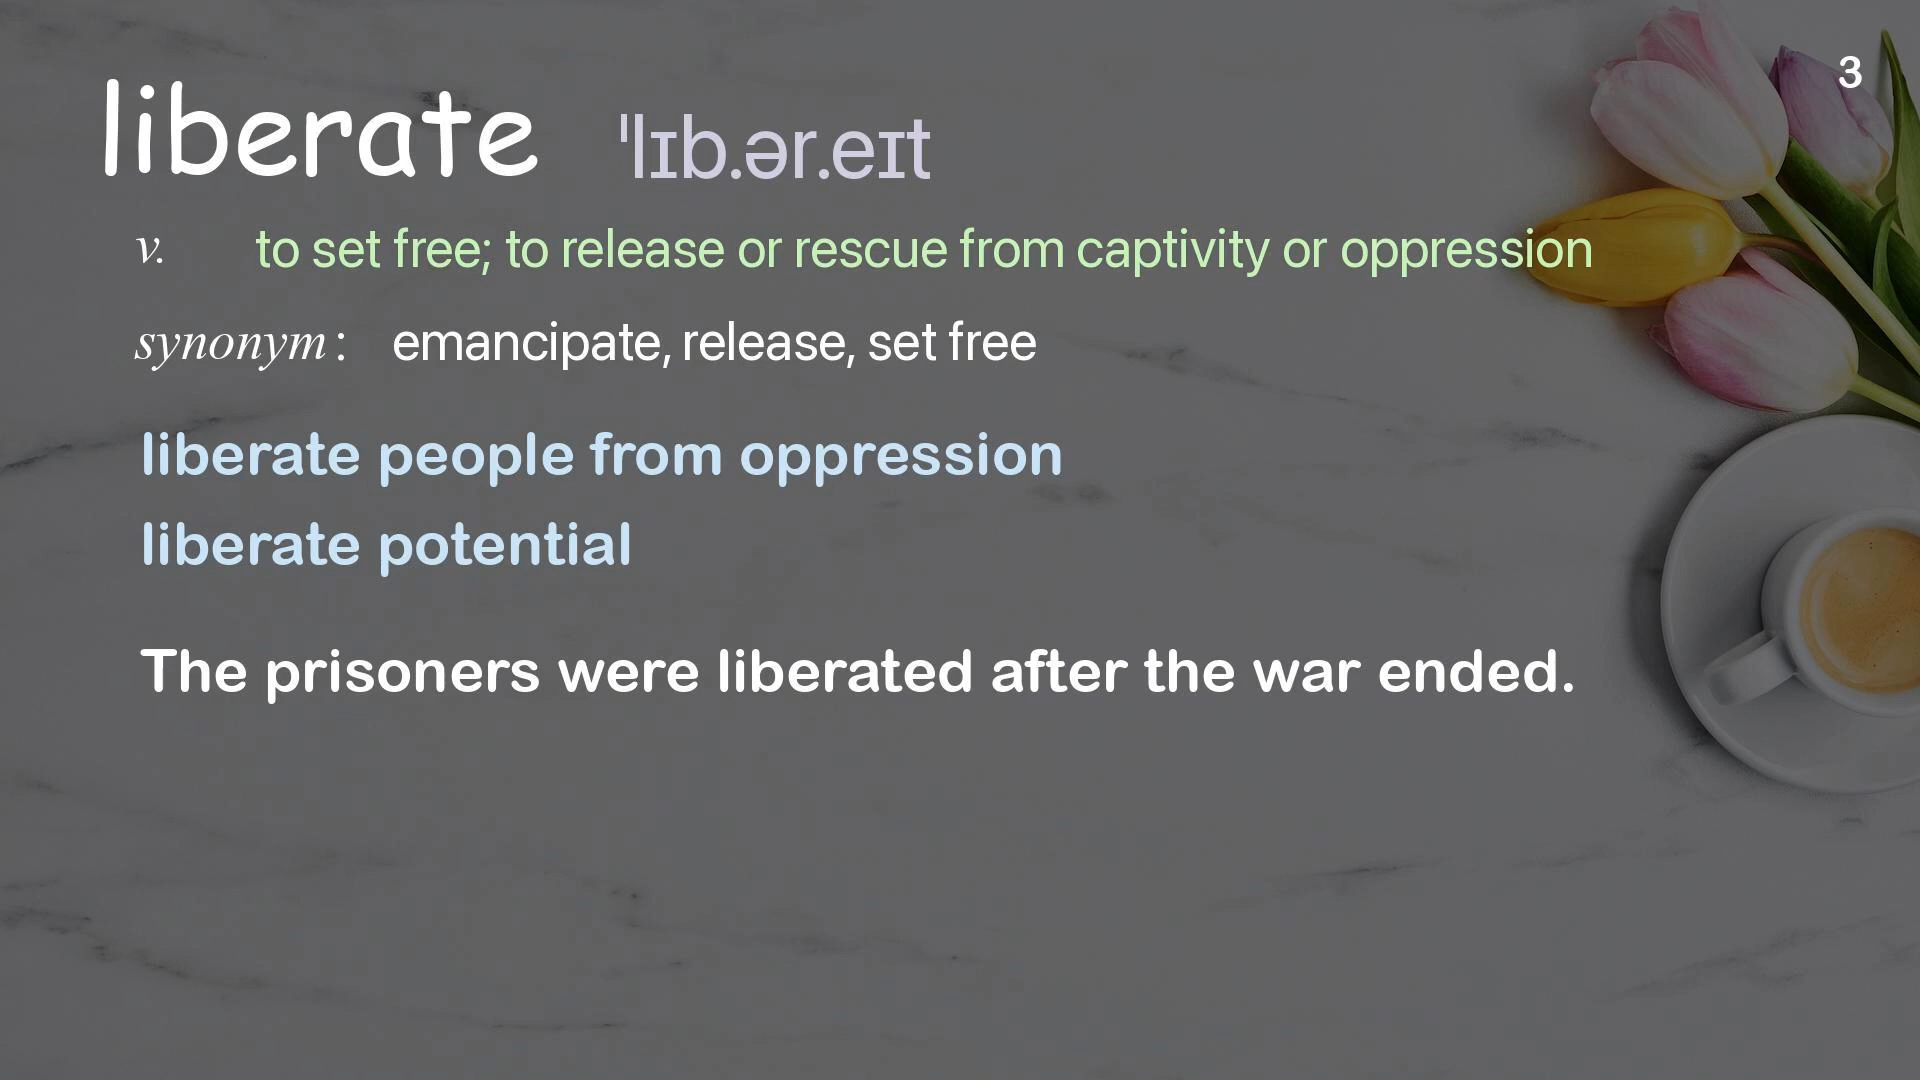 3
liberate ˈlɪb.ər.eɪt
v. to set free; to release or rescue from captivity or oppression
synonym : emancipate, release, set free
liberate people from oppression
liberate potential
The prisoners were liberated after the war ended.